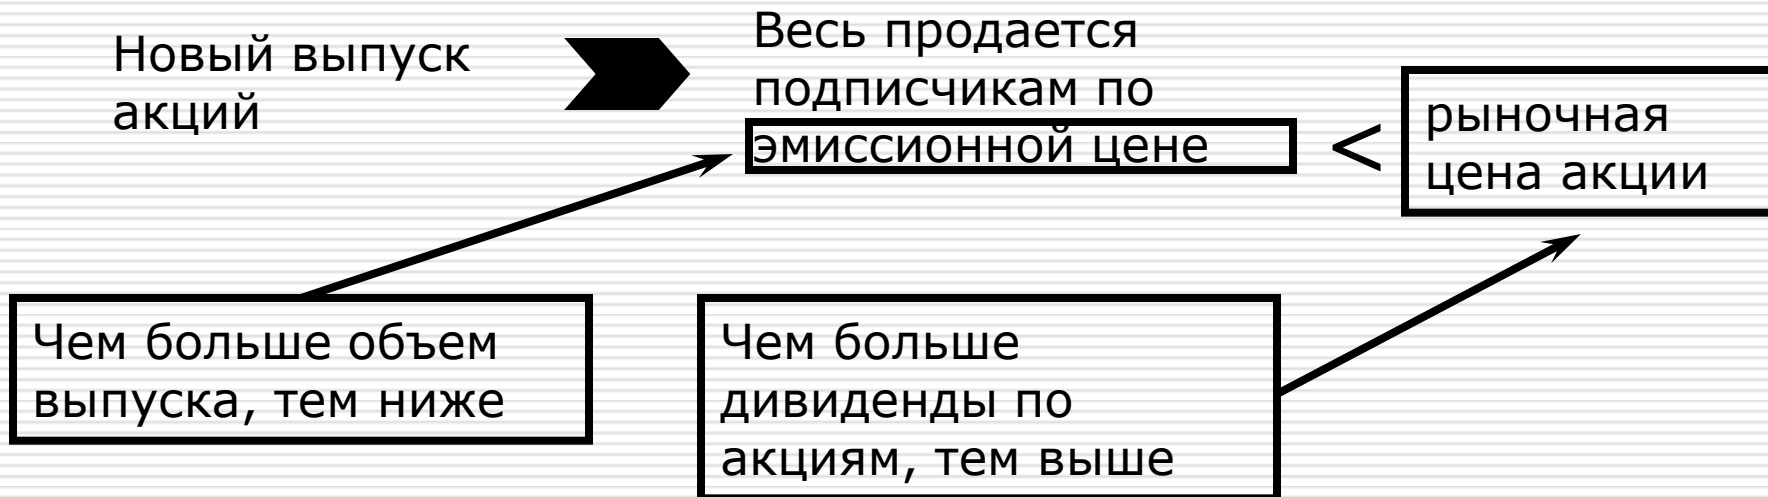 Новый выпуск
акций
Весь продается
подписчикам по
эмиссионной цене
<
рыночная
цена акции
Чем больше объем
выпуска, тем ниже
Чем больше
дивиденды по
акциям, тем выше